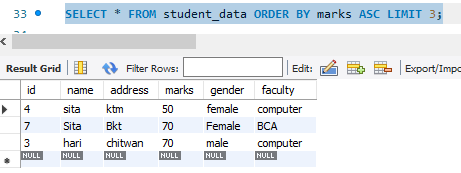 33 SELECT * FROM student_data ORDER BY marks ASC LIMIT 3;
Result Grid Filter Rows: Edit: Export/Impo
id name address marks gender faculty
4 sita ktm 50 female computer
7 Sita Bkt 70 Female BCA
3 hari chitwan 70 male computer
NULL NULL NULL NULL NULL NULL